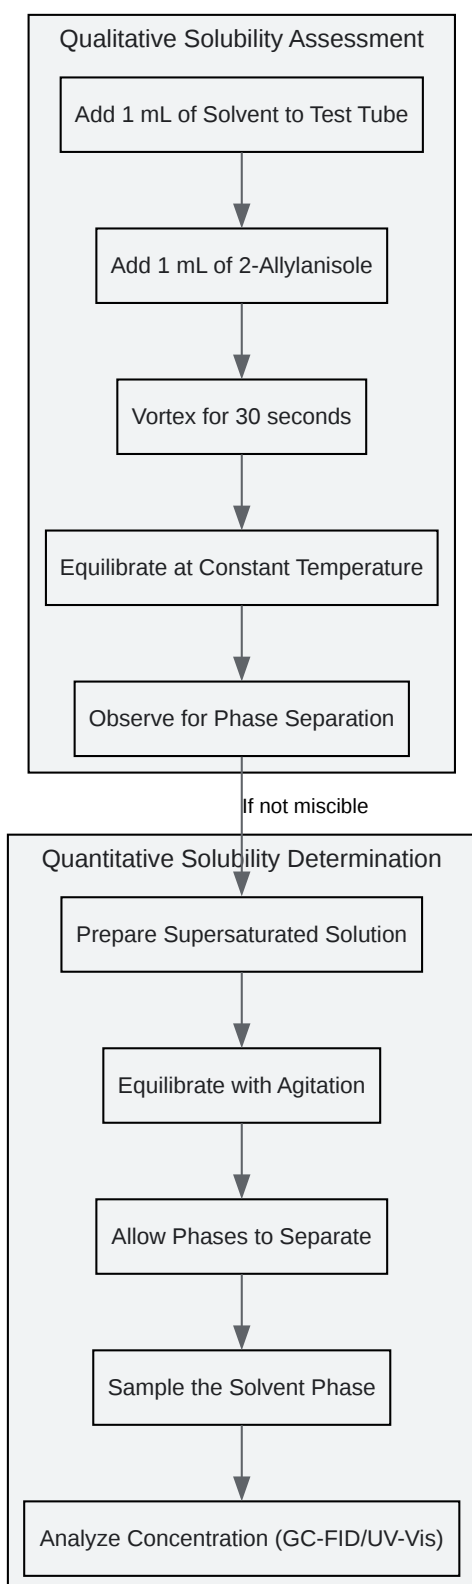 Qualitative Solubility Assessment
Add 1 mL of Solvent to Test Tube
Add 1 mL of 2-Allylanisole
Vortex for 30 seconds
Equilibrate at Constant Temperature
Observe for Phase Separation
If not miscible
Quantitative Solubility Determination
Prepare Supersaturated Solution
Equilibrate with Agitation
Allow Phases to Separate
Sample the Solvent Phase
Analyze Concentration (GC-FID/UV-Vis)